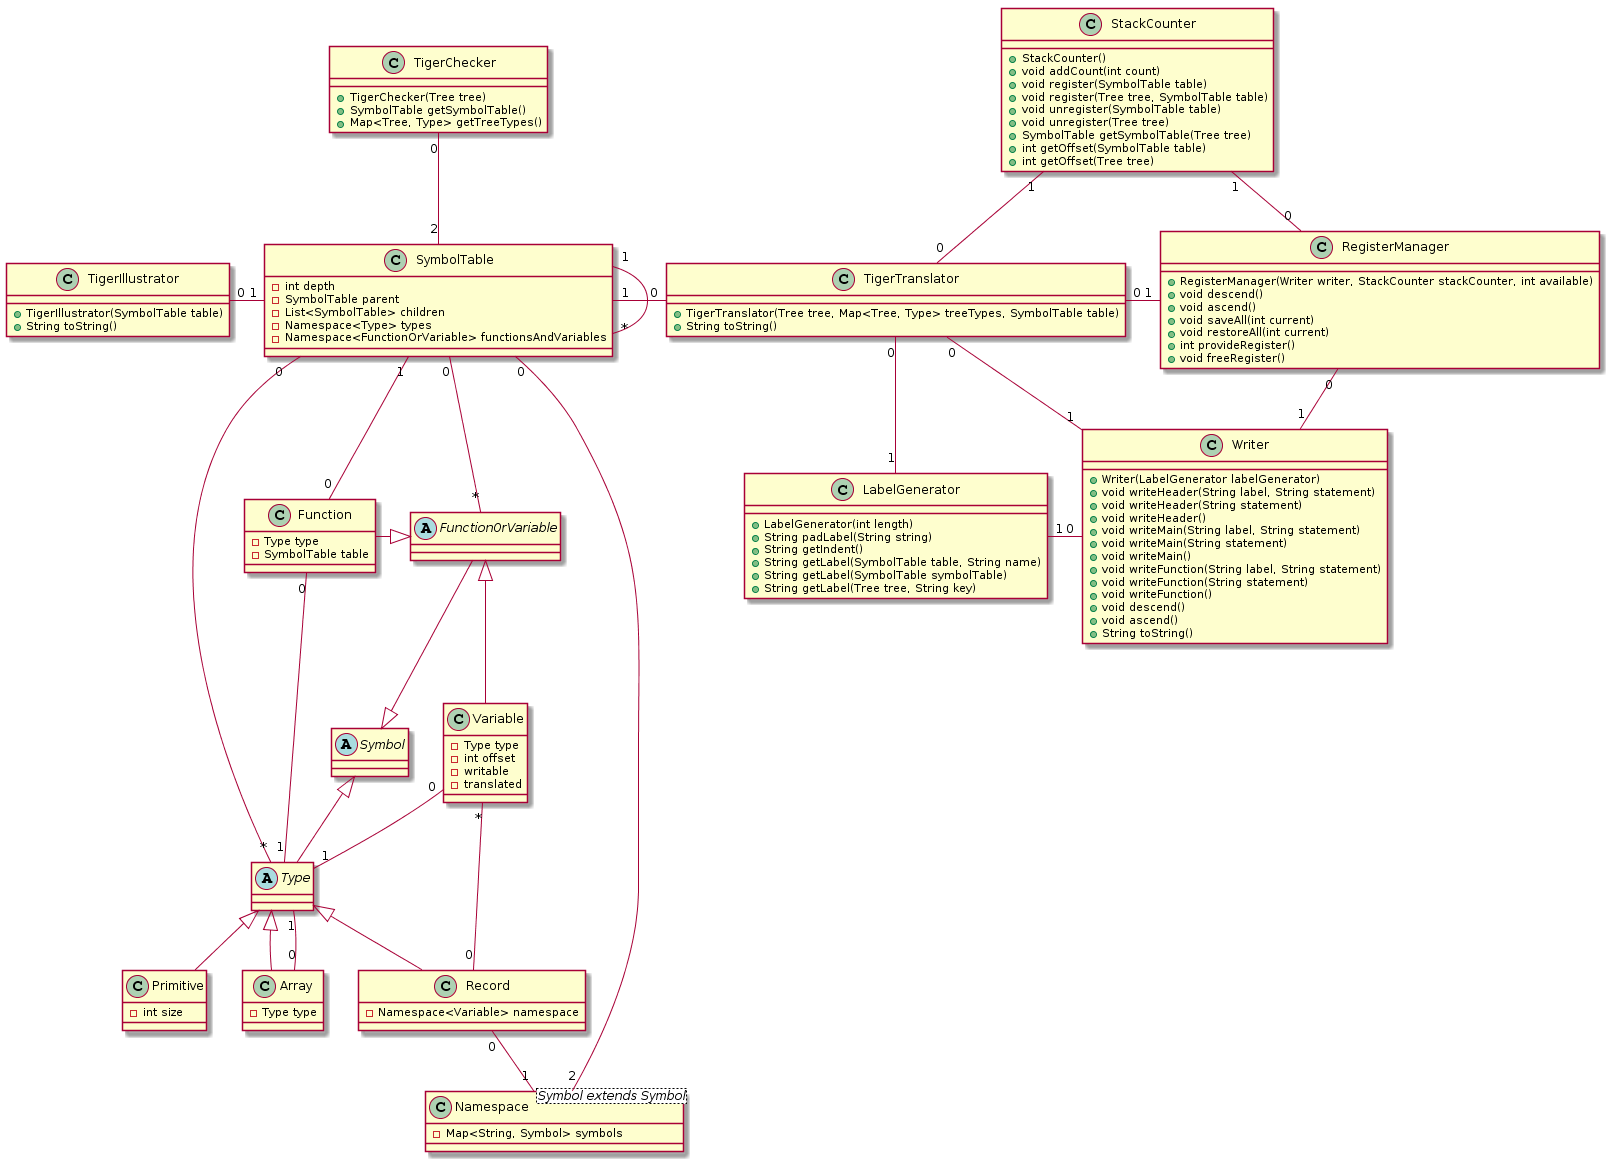 C StackCounter
StackCounter()
void addCount(int count)
void register(SymbolTable table)
void register(Tree tree, SymbolTable table)
void unregister(SymbolTable table)
void unregister(Tree tree)
SymbolTable getSymbolTable(Tree tree)
int getOffset(SymbolTable table)
int getOffset(Tree tree)
C TigerChecker
TigerChecker(Tree tree)
SymbolTable getSymbolTable()
Map<Tree, Type> getTreeTypes()
0
2
1
0
1
0
C TigerIllustrator
TigerIllustrator(SymbolTable table)
String toString()
0 1
C SymbolTable
int depth
SymbolTable parent
List<SymbolTable> children
Namespace<Type> types
Namespace<FunctionOrVariable> functionsAndVariables
1
1
*
0
C TigerTranslator
TigerTranslator(Tree tree, Map<Tree, Type> treeTypes, SymbolTable table)
String toString()
0 1
C RegisterManager
RegisterManager(Writer writer, StackCounter stackCounter, int available)
void descend()
void ascend()
void saveAll(int current)
void restoreAll(int current)
int provideRegister()
void freeRegister()
0
1
0
0
0
0
0
1
1
1
0
*
C LabelGenerator
LabelGenerator(int length)
String padLabel(String string)
String getIndent()
String getLabel(SymbolTable table, String name)
String getLabel(SymbolTable symbolTable)
String getLabel(Tree tree, String key)
1 0
C Writer
Writer(LabelGenerator labelGenerator)
void writeHeader(String label, String statement)
void writeHeader(String statement)
void writeHeader()
void writeMain(String label, String statement)
void writeMain(String statement)
void writeMain()
void writeFunction(String label, String statement)
void writeFunction(String statement)
void writeFunction()
void descend()
void ascend()
String toString()
C Function
Type type
SymbolTable table
0
A FunctionOrVariable
A Symbol
C Variable
Type type
int offset
writable
translated
0
*
* 1
1
A Type
1
0
0
C Primitive
int size
C Array
Type type
C Record
Namespace<Variable> namespace
0
1
2
C Namespace
Symbol extends Symbol
Map<String, Symbol> symbols